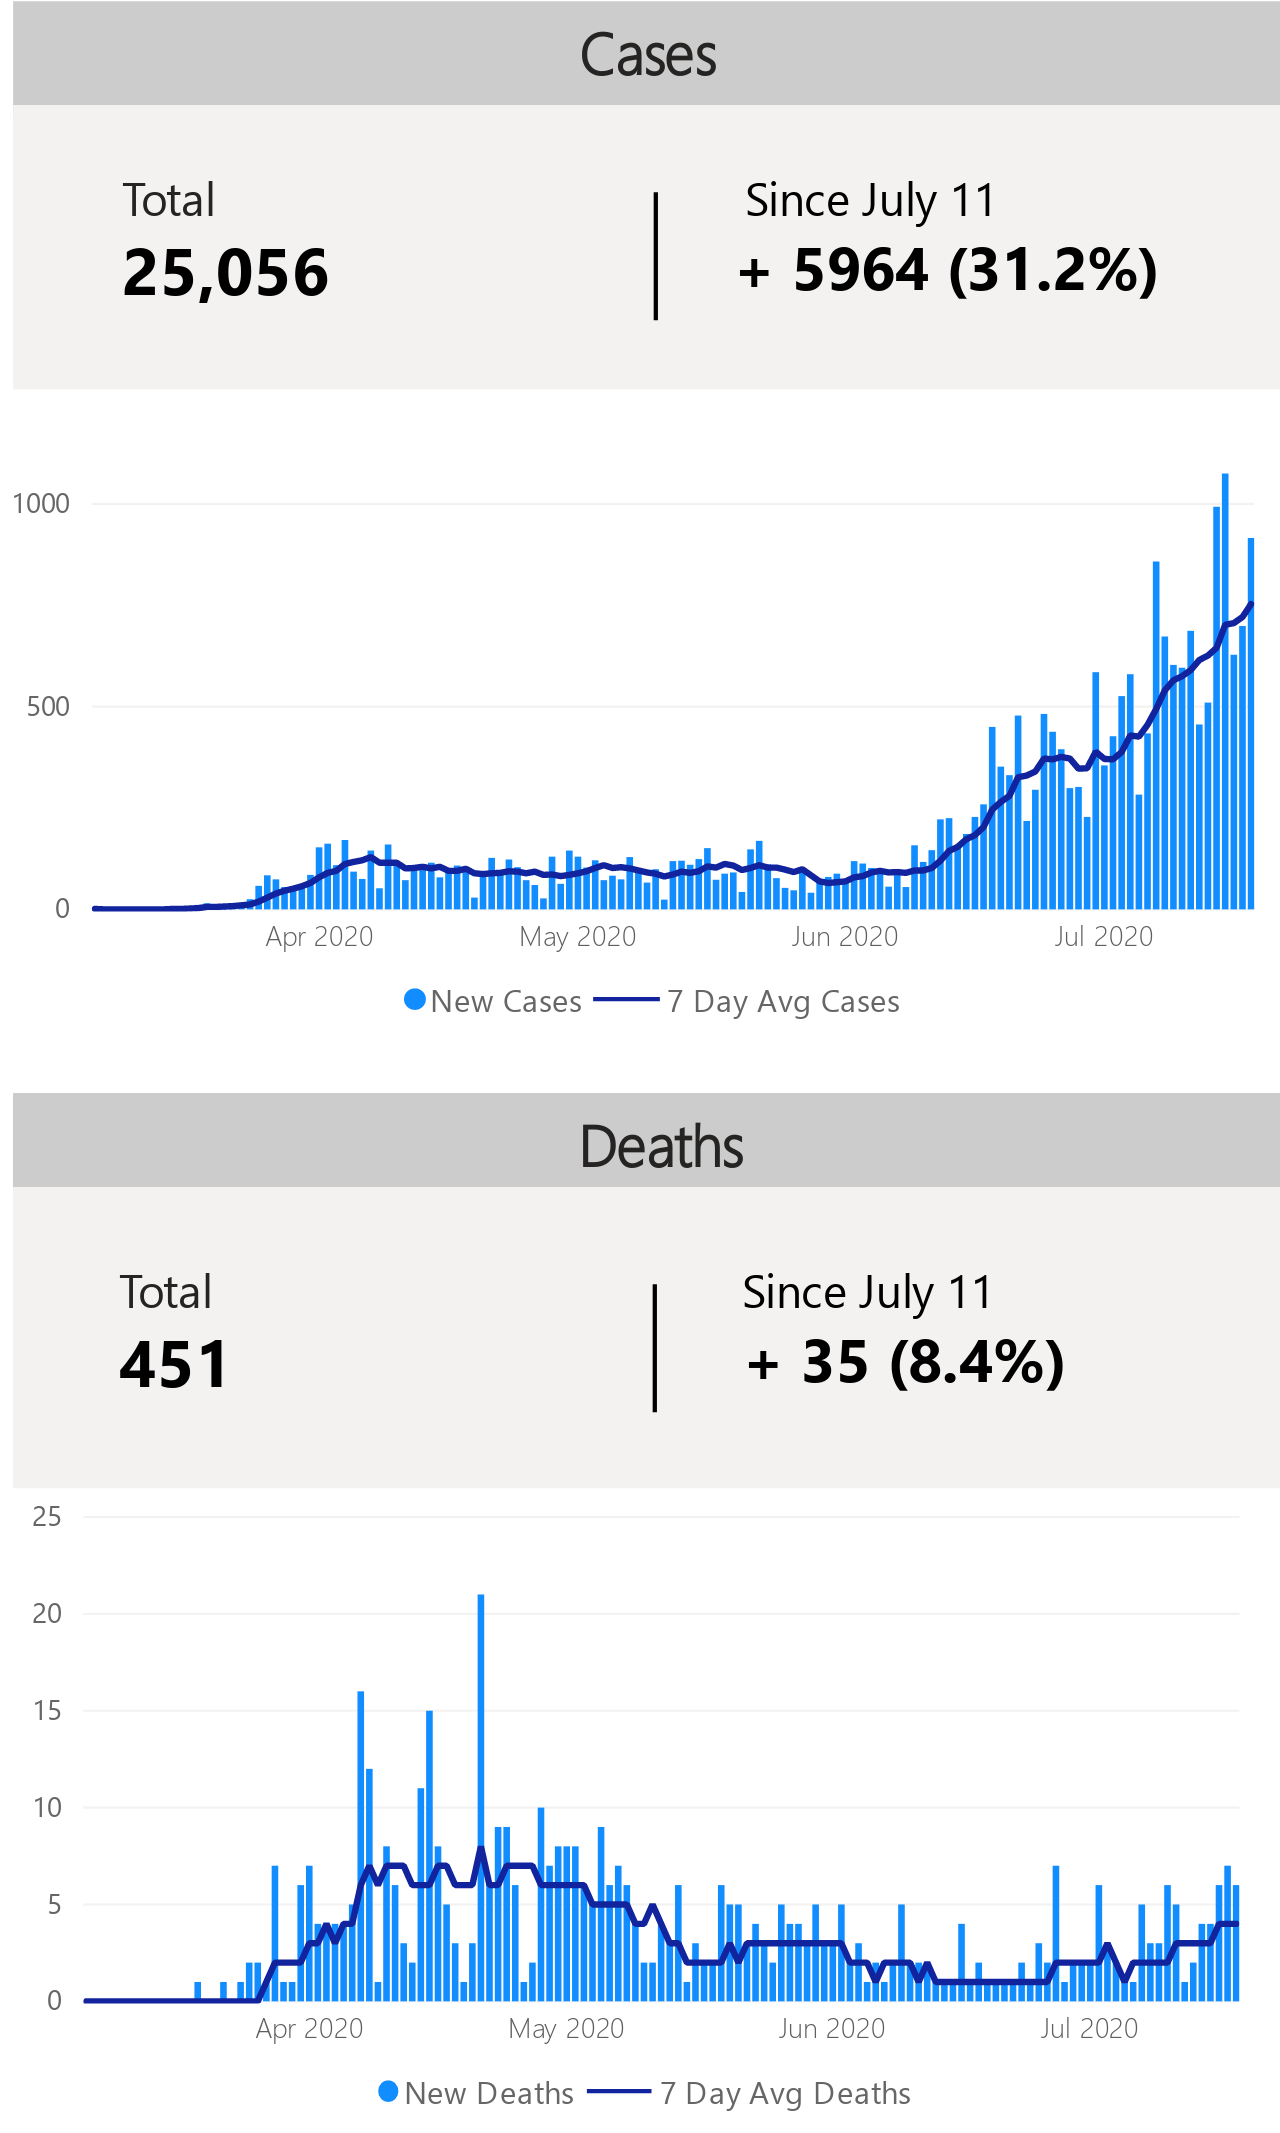 Cases
Total
Since July 11
25,056
+ 5964 (31.2%)
1000
500
0
Apr 2020
May 2020
Jun 2020
Jul 2020
New Cases
7 Day Avg Cases
Deaths
Total
Since July 11
451
+ 35 (8.4%)
25
20
15
10
5
0
Apr 2020
May 2020
Jun 2020
Jul 2020
New Deaths
7 Day Avg Deaths